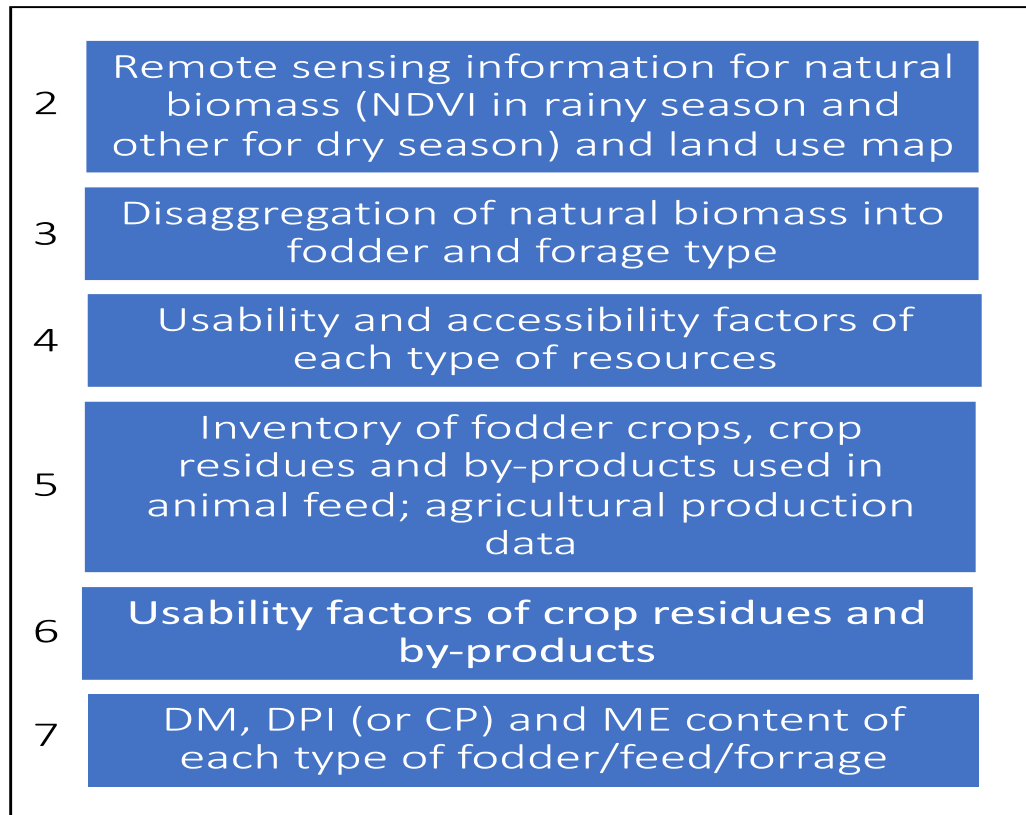 2
Remote sensing information for natural
biomass (NDVI in rainy season and
other for dry season) and land use map
3
Disaggregation of natural biomass into
fodder and forage type
4
Usability and accessibility factors of
each type of resources
5
Inventory of fodder crops, crop
residues and by-products used in
animal feed; agricultural production
data
6
Usability factors of crop residues and
by-products
7
DM, DPI (or CP) and ME content of
each type of fodder/feed/forrage